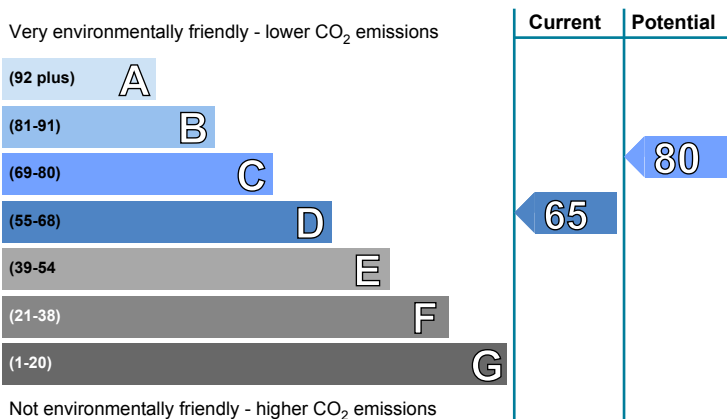 Current Potential
Very environmentally friendly - lower CO₂ emissions
(92 plus) A
(81-91) B
(69-80) C
80
(55-68) D
65
(39-54 E
(21-38) F
(1-20) G
Not environmentally friendly - higher CO₂ emissions